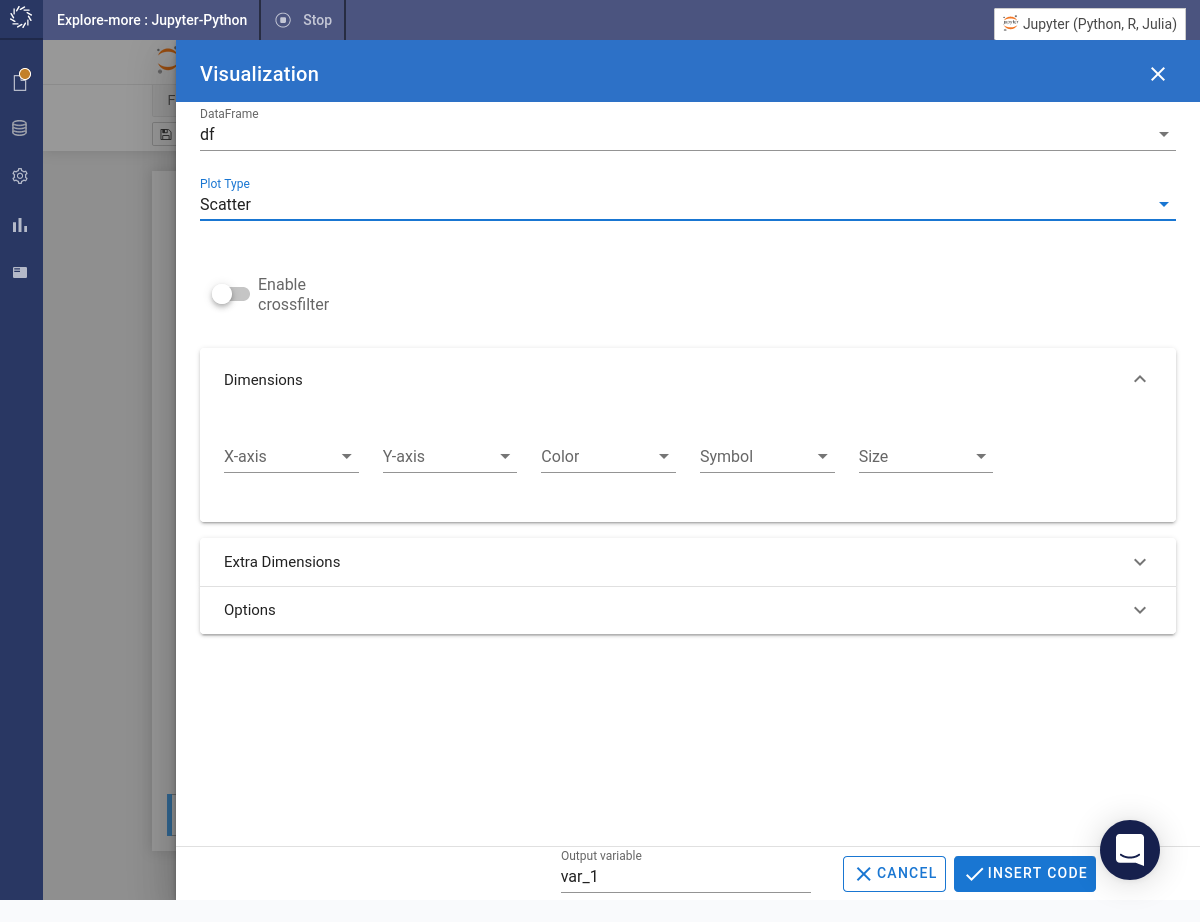 Explore-more : Jupyter-Python
Stop
Jupyter (Python, R, Julia)
F
Visualization
DataFrame
df
Plot Type
Scatter
Enable
crossfilter
Dimensions
X-axis Y-axis Color Symbol Size
Extra Dimensions
Options
Output variable
var_1
CANCEL
INSERT CODE